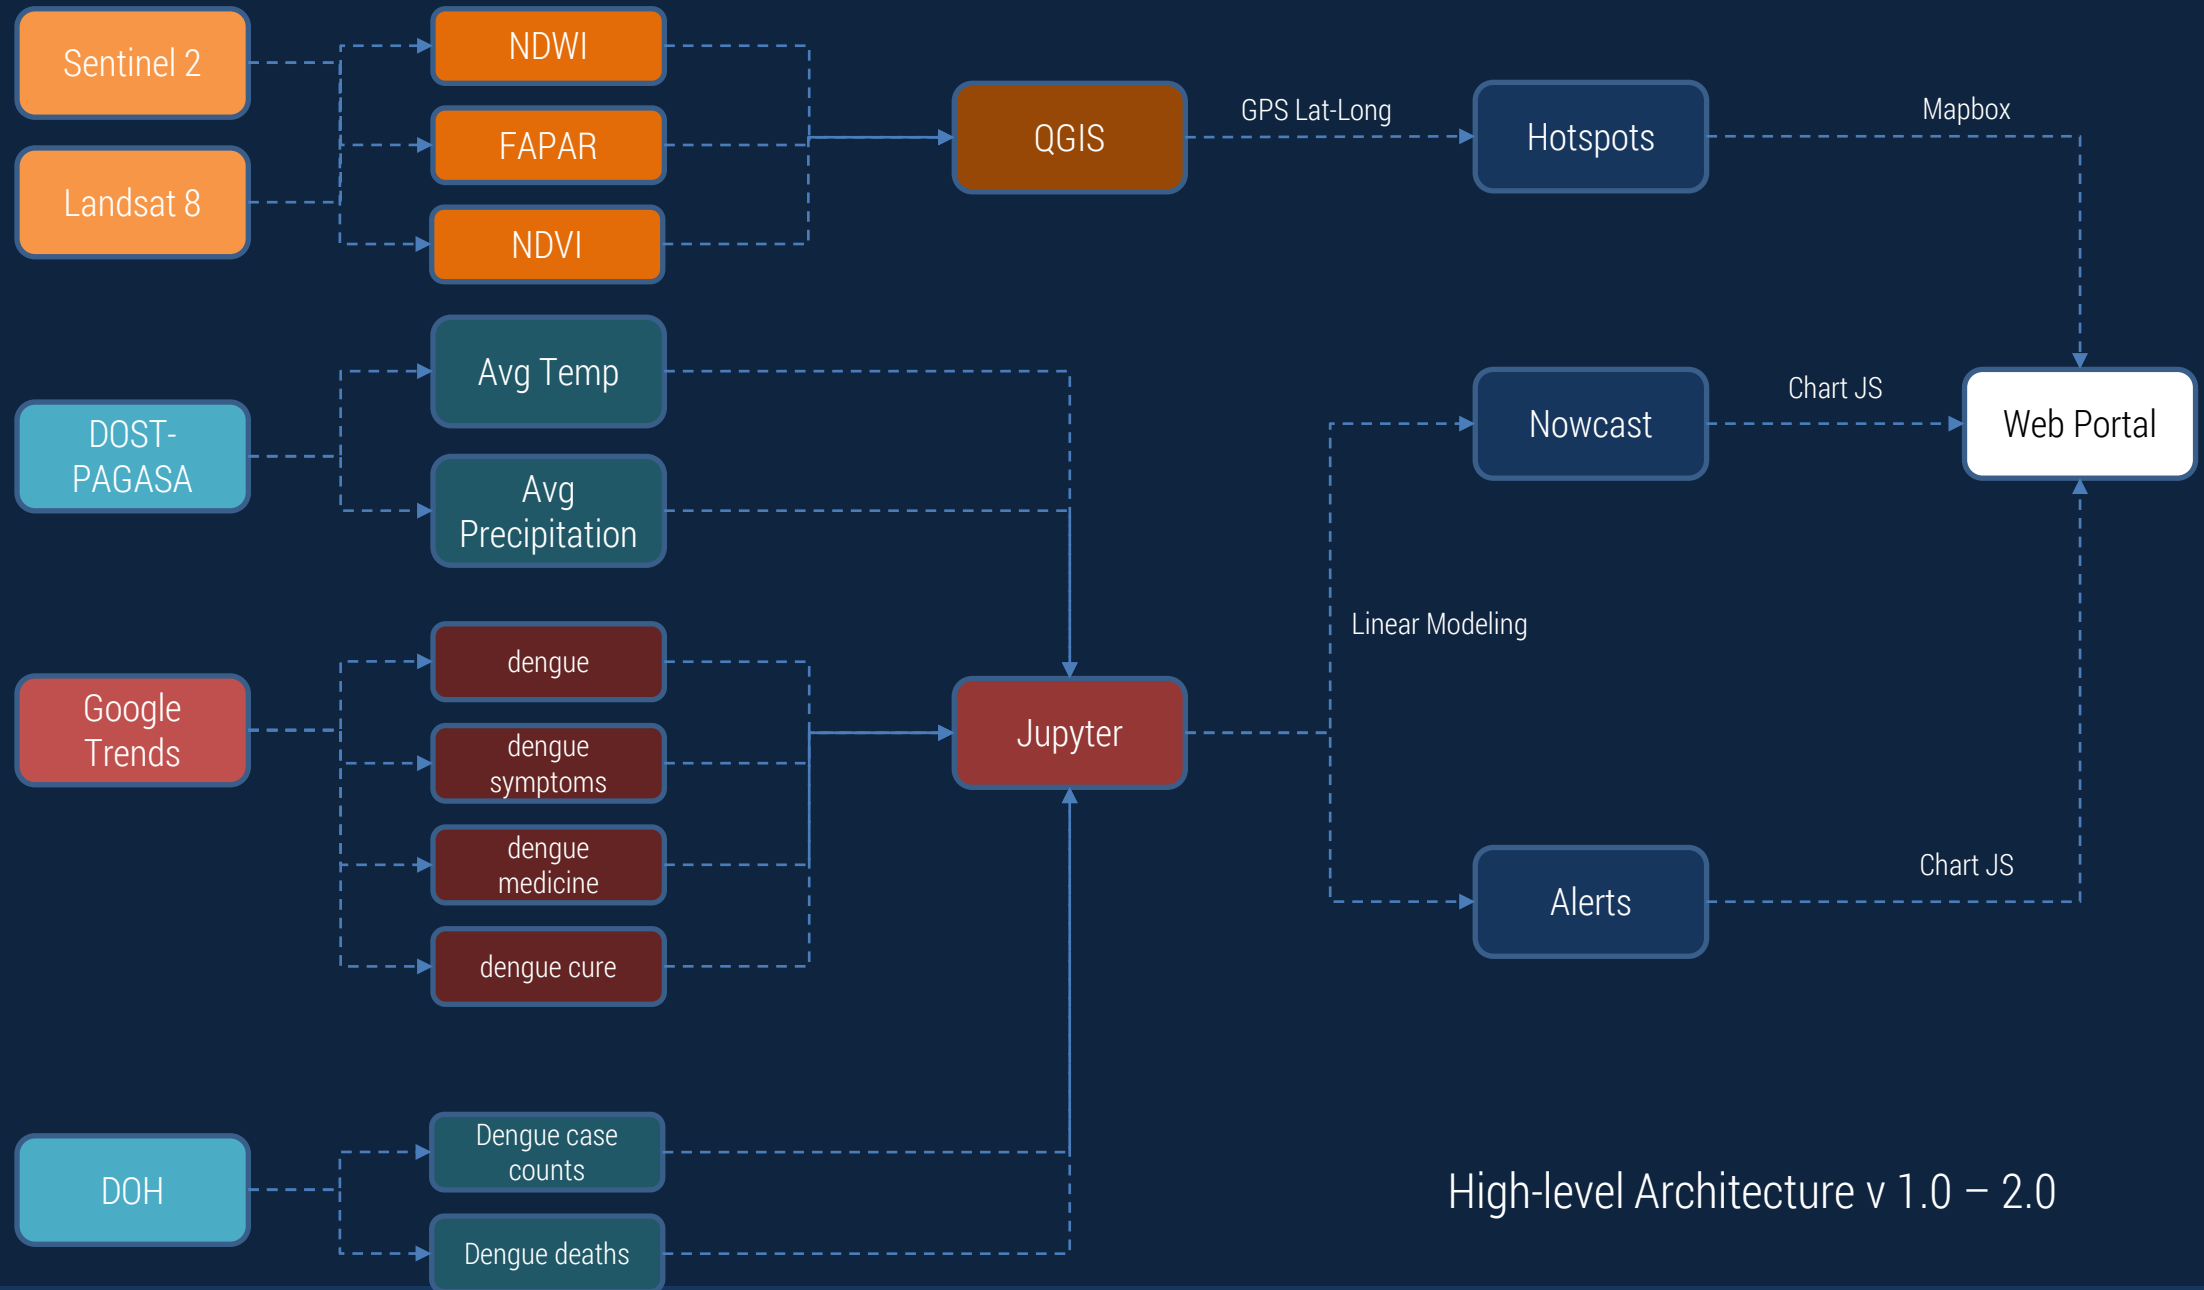 Sentinel 2
Landsat 8
NDWI
FAPAR
NDVI
QGIS
GPS Lat-Long
Hotspots
Mapbox
DOST-
PAGASA
Avg Temp
Avg
Precipitation
Nowcast
Chart JS
Web Portal
Google
Trends
dengue
dengue
symptoms
dengue
medicine
dengue cure
Jupyter
Linear Modeling
Alerts
Chart JS
DOH
Dengue case
counts
Dengue deaths
High-level Architecture v 1.0 – 2.0